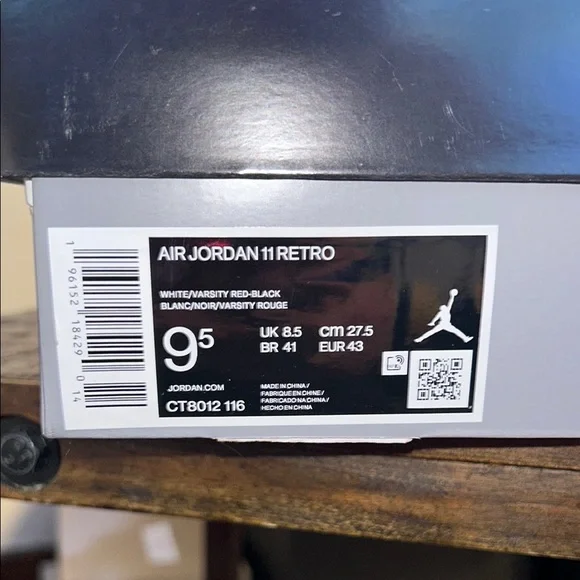 AIR JORDAN 11 RETRO
WHITE/VARSITY RED-BLACK
BLANC/NOIR/VARSITY ROUGE
9⁵
UK 8.5 cm 27.5
BR 41 EUR 43
JORDAN.COM
CT8012 116
MADE IN CHINA/
FABRIQUE EN CHINE/
FABRICADO NA CHINA/
HECHO EN CHINA
1 96152 18429 0 14